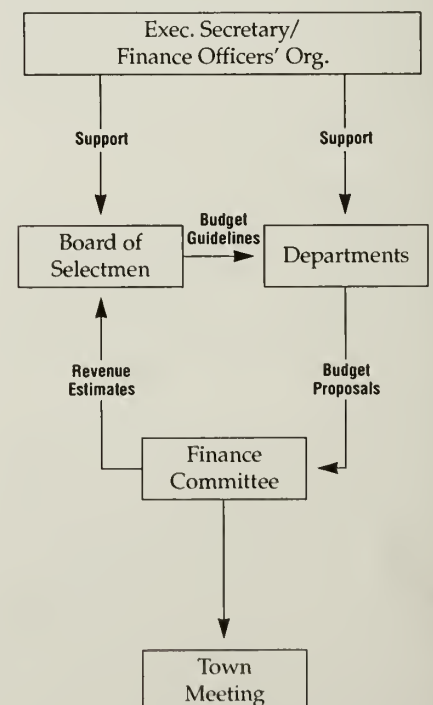 Exec. Secretary/
Finance Officers' Org.
Support
Support
Board of
Selectmen
Budget
Guidelines
Departments
Revenue
Estimates
Budget
Proposals
Finance
Committee
Town
Meeting